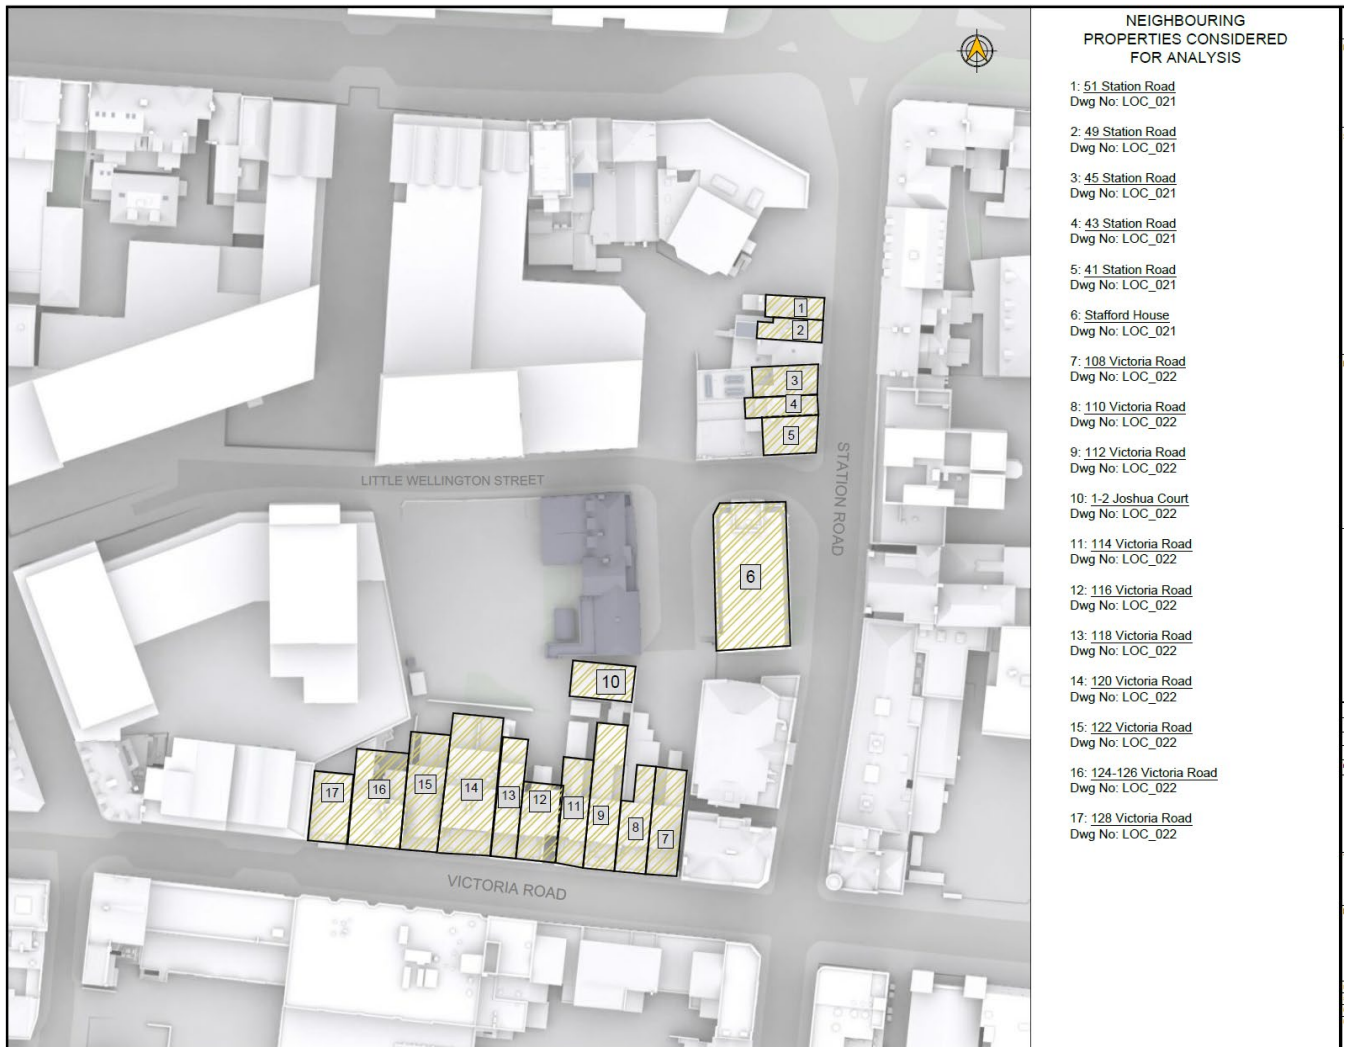 NEIGHBOURING
PROPERTIES CONSIDERED
FOR ANALYSIS
1: 51 Station Road
Dwg No: LOC_021
2: 49 Station Road
Dwg No: LOC_021
3: 45 Station Road
Dwg No: LOC_021
4: 43 Station Road
Dwg No: LOC_021
5: 41 Station Road
Dwg No: LOC_021
6: Stafford House
Dwg No: LOC_021
7: 108 Victoria Road
Dwg No: LOC_022
8: 110 Victoria Road
Dwg No: LOC_022
9: 112 Victoria Road
Dwg No: LOC_022
10: 1-2 Joshua Court
Dwg No: LOC_022
11: 114 Victoria Road
Dwg No: LOC_022
12: 116 Victoria Road
Dwg No: LOC_022
13: 118 Victoria Road
Dwg No: LOC_022
14: 120 Victoria Road
Dwg No: LOC_022
15: 122 Victoria Road
Dwg No: LOC_022
16: 124-126 Victoria Road
Dwg No: LOC_022
17: 128 Victoria Road
Dwg No: LOC_022
1
2
3
4
5
STATION ROAD
LITTLE WELLINGTON STREET
6
10
17
16
15
14
13
12
11
9
8
7
VICTORIA ROAD